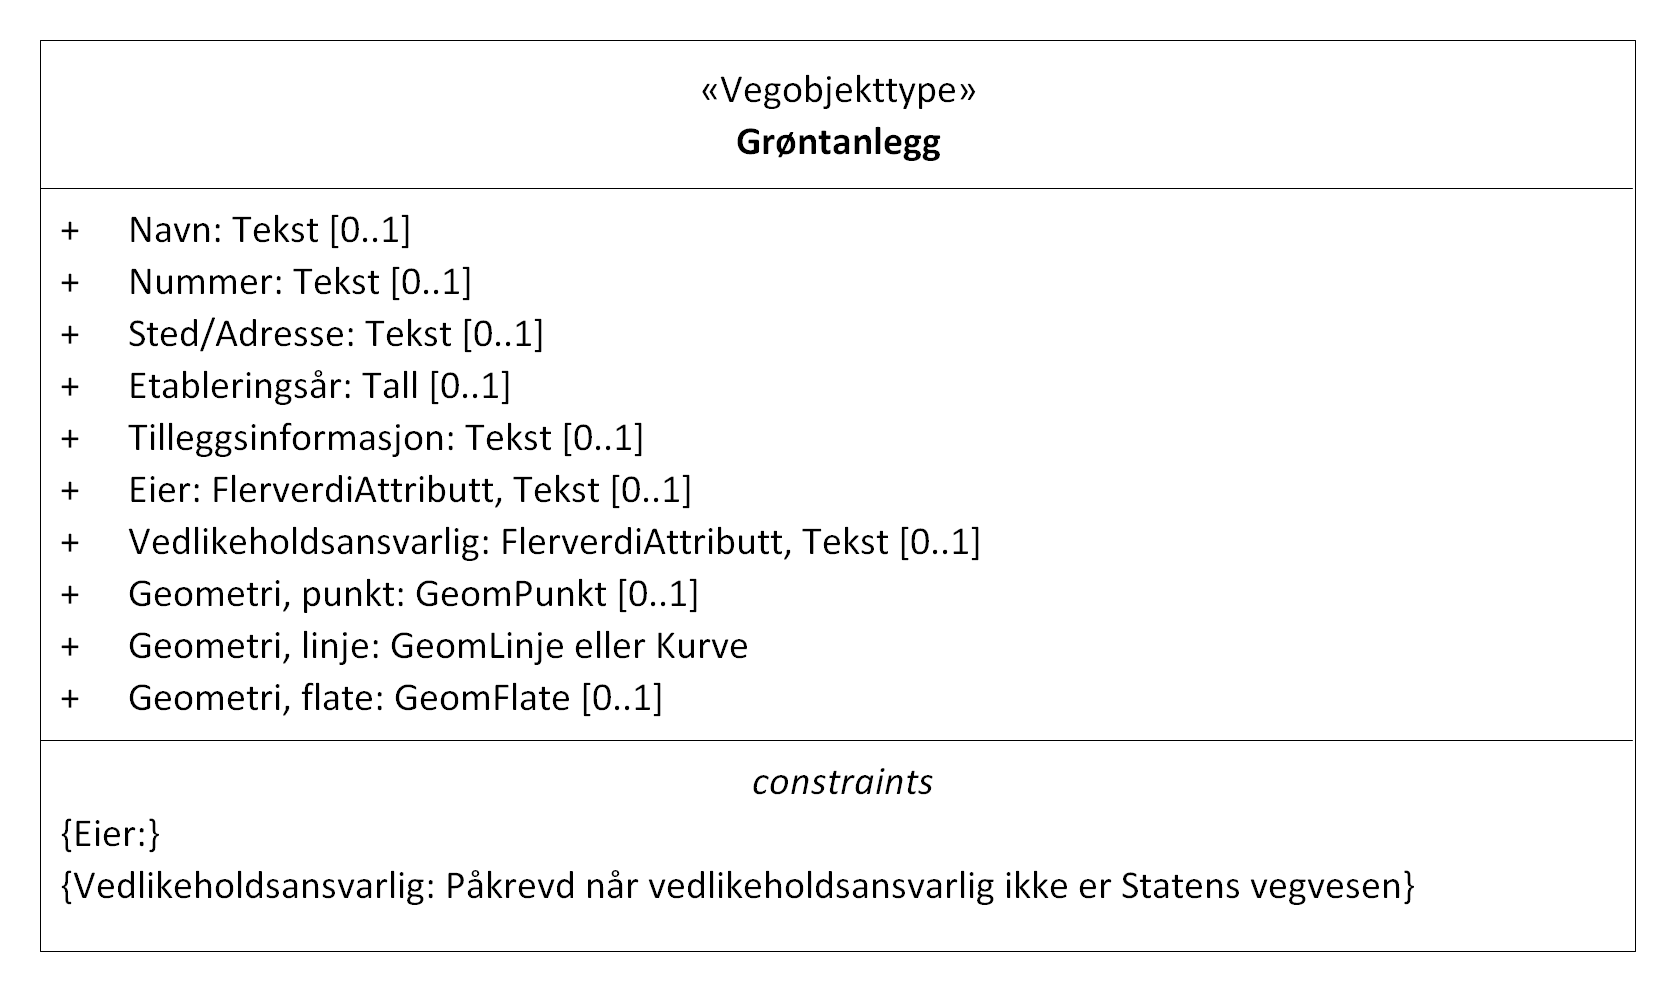 «Vegobjekttype»
Grøntanlegg
+ Navn: Tekst [0..1]
+ Nummer: Tekst [0..1]
+ Sted/Adresse: Tekst [0..1]
+ Etableringsår: Tall [0..1]
+ Tilleggsinformasjon: Tekst [0..1]
+ Eier: FlerverdiAttributt, Tekst [0..1]
+ Vedlikeholdsansvarlig: FlerverdiAttributt, Tekst [0..1]
+ Geometri, punkt: GeomPunkt [0..1]
+ Geometri, linje: GeomLinje eller Kurve
+ Geometri, flate: GeomFlate [0..1]
constraints
{Eier:}
{Vedlikeholdsansvarlig: Påkrevd når vedlikeholdsansvarlig ikke er Statens vegvesen}